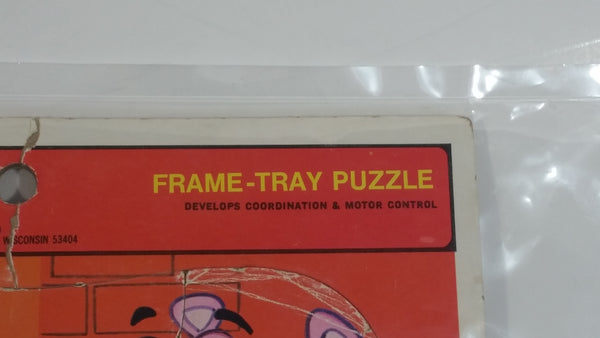 FRAME-TRAY PUZZLE
DEVELOPS COORDINATION & MOTOR CONTROL
WISCONSIN 53404